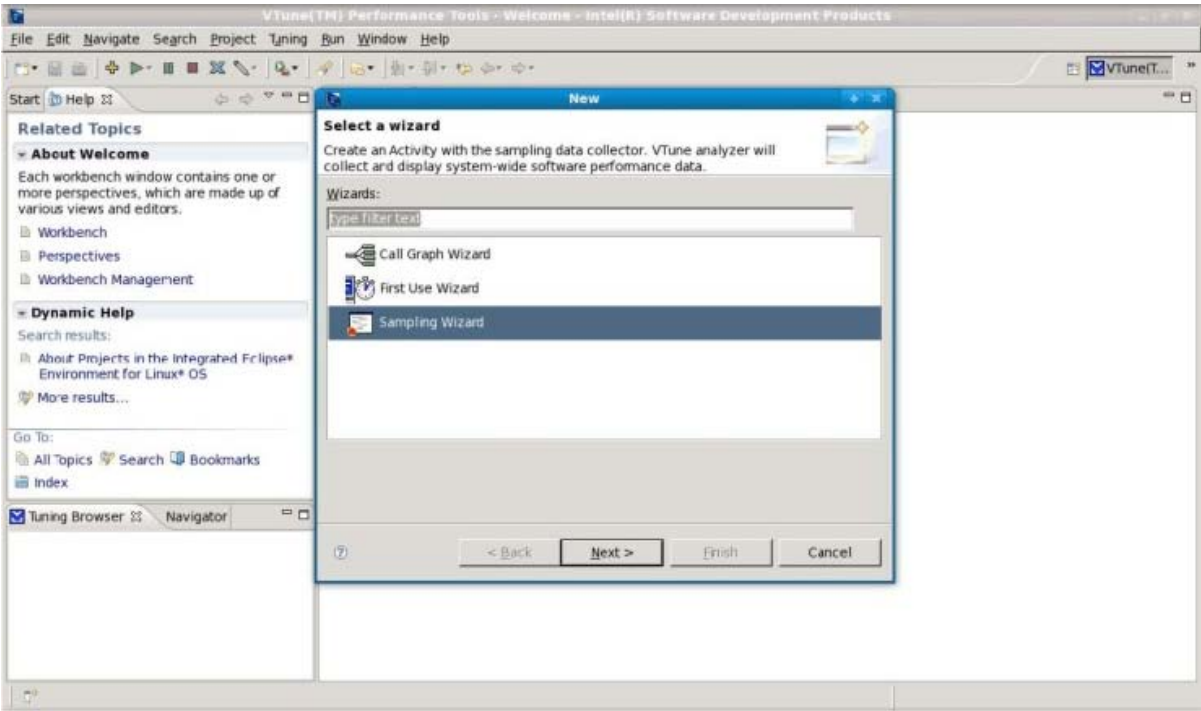 VTune(TM) Performance Tools - Welcome - Intel(R) Software Development Products
File Edit Navigate Search Project Tuning Run Window Help
VTune(T... »
Start Help
Related Topics
About Welcome
Each workbench window contains one or
more perspectives, which are made up of
various views and editors.
Workbench
Perspectives
Workbench Management
Dynamic Help
Search results:
About Projects in the Integrated Eclipse*
Environment for Linux* OS
More results...
Go To:
All Topics Search Bookmarks
Index
Tuning Browser Navigator
New
Select a wizard
Create an Activity with the sampling data collector. VTune analyzer will
collect and display system-wide software performance data.
Wizards:
type filter text
Call Graph Wizard
First Use Wizard
Sampling Wizard
? < Back Next > Finish Cancel